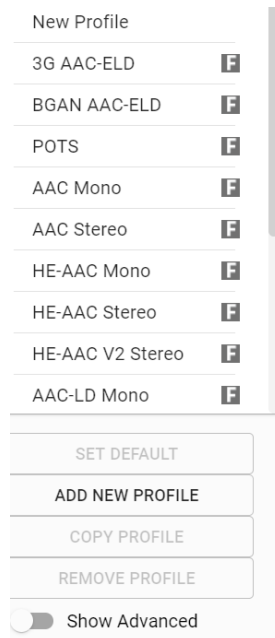 New Profile
3G AAC-ELD F
BGAN AAC-ELD F
POTS F
AAC Mono F
AAC Stereo F
HE-AAC Mono F
HE-AAC Stereo F
HE-AAC V2 Stereo F
AAC-LD Mono F
SET DEFAULT
ADD NEW PROFILE
COPY PROFILE
REMOVE PROFILE
Show Advanced